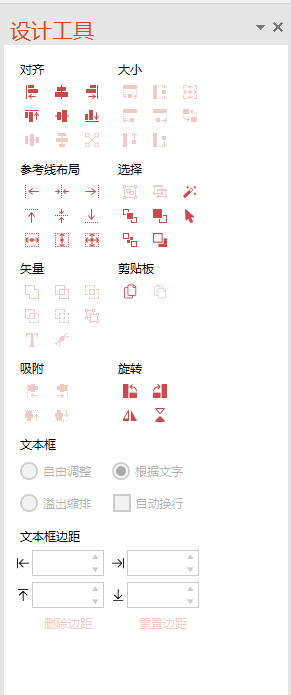 设计工具
对齐 大小
参考线布局 选择
矢量 剪贴板
吸附 旋转
文本框
自由调整 根据文字
溢出缩排 自动换行
文本框边距
删除边距 重置边距